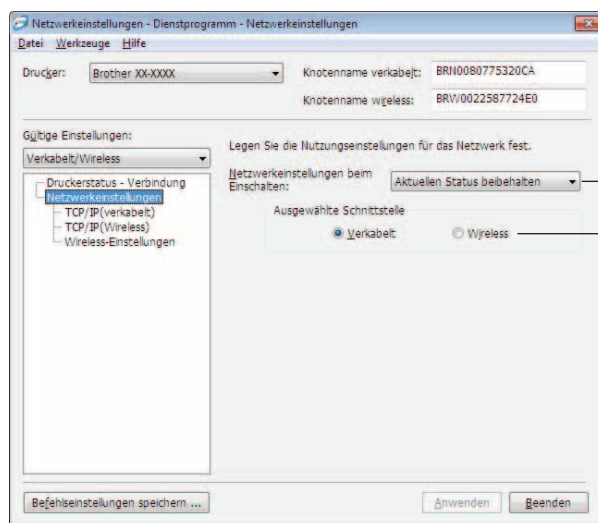 Netzwerkeinstellungen - Dienstprogramm - Netzwerkeinstellungen
Datei Werkzeuge Hilfe
Drucker: Brother XX-XXXX Knotenname verkabelt: BRN0080775320CA
Knotenname wireless: BRW0022587724E0
Gültige Einstellungen:
Verkabelt/Wireless
Druckerstatus - Verbindung
Netzwerkeinstellungen
TCP/IP(verkabelt)
TCP/IP(Wireless)
Wireless-Einstellungen
Legen Sie die Nutzungseinstellungen für das Netzwerk fest.
Netzwerkeinstellungen beim
Einschalten: Aktuellen Status beibehalten
Ausgewählte Schnittstelle
Verkabelt Wireless
Befehlseinstellungen speichern ... Anwenden Beenden